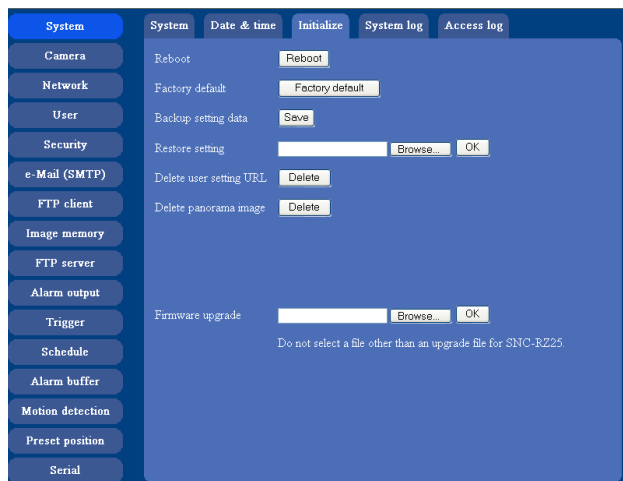 System
Camera
Network
User
Security
e-Mail (SMTP)
FTP client
Image memory
FTP server
Alarm output
Trigger
Schedule
Alarm buffer
Motion detection
Preset position
Serial
System Date & time Initialize System log Access log
Reboot Reboot
Factory default Factory default
Backup setting data Save
Restore setting Browse... OK
Delete user setting URL Delete
Delete panorama image Delete
Firmware upgrade Browse... OK
Do not select a file other than an upgrade file for SNC-RZ25.